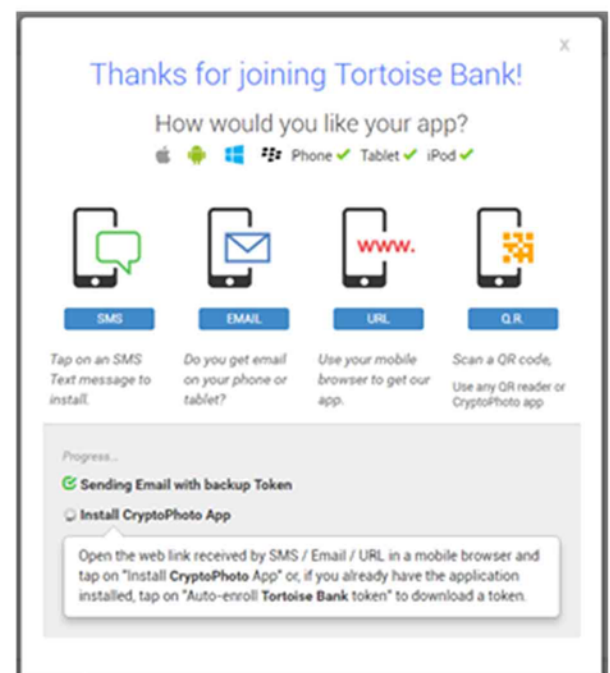 X
Thanks for joining Tortoise Bank!
How would you like your app?
Phone ✔ Tablet ✔ iPod ✔
www.
SMS EMAIL URL Q.R.
Tap on an SMS
Text message to
install.
Do you get email
on your phone or
tablet?
Use your mobile
browser to get our
app.
Scan a QR code,
Use any QR reader or
CryptoPhoto app
Progress...
Sending Email with backup Token
Install CryptoPhoto App
Open the web link received by SMS / Email / URL in a mobile browser and
tap on "Install CryptoPhoto App" or, if you already have the application
installed, tap on "Auto-enroll Tortoise Bank token" to download a token.